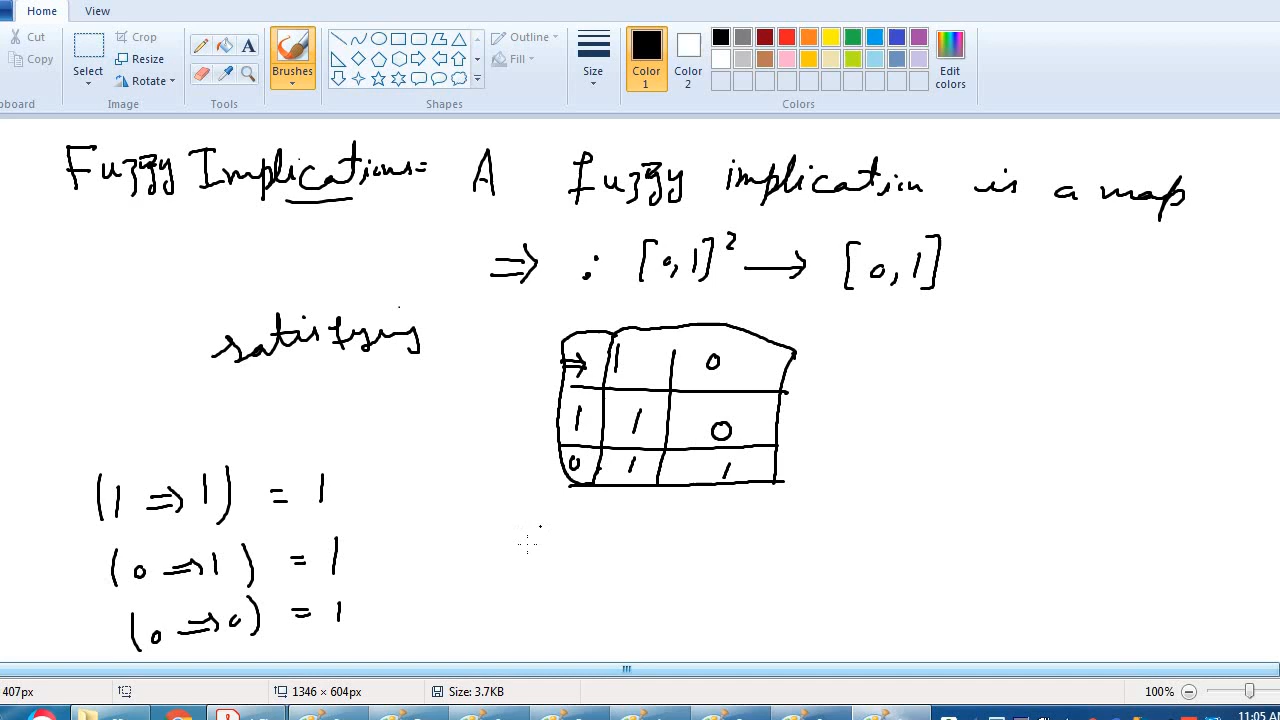 Home View
Cut Copy Select Crop Resize Rotate Brushes Outline Fill Size Color 1 Color 2 Edit colors
pboard Image Tools Shapes Colors
Fuzzy Implications= A fuzzy implication is a map
⇒ : [0,1]² → [0,1]
satisfying
⇒ 1 0
1 1 0
0 1 1
(1 ⇒ 1) = 1
(0 ⇒ 1) = 1
(0 ⇒ 0) = 1
407px 1346 × 604px Size: 3.7KB 100%
11:05 A